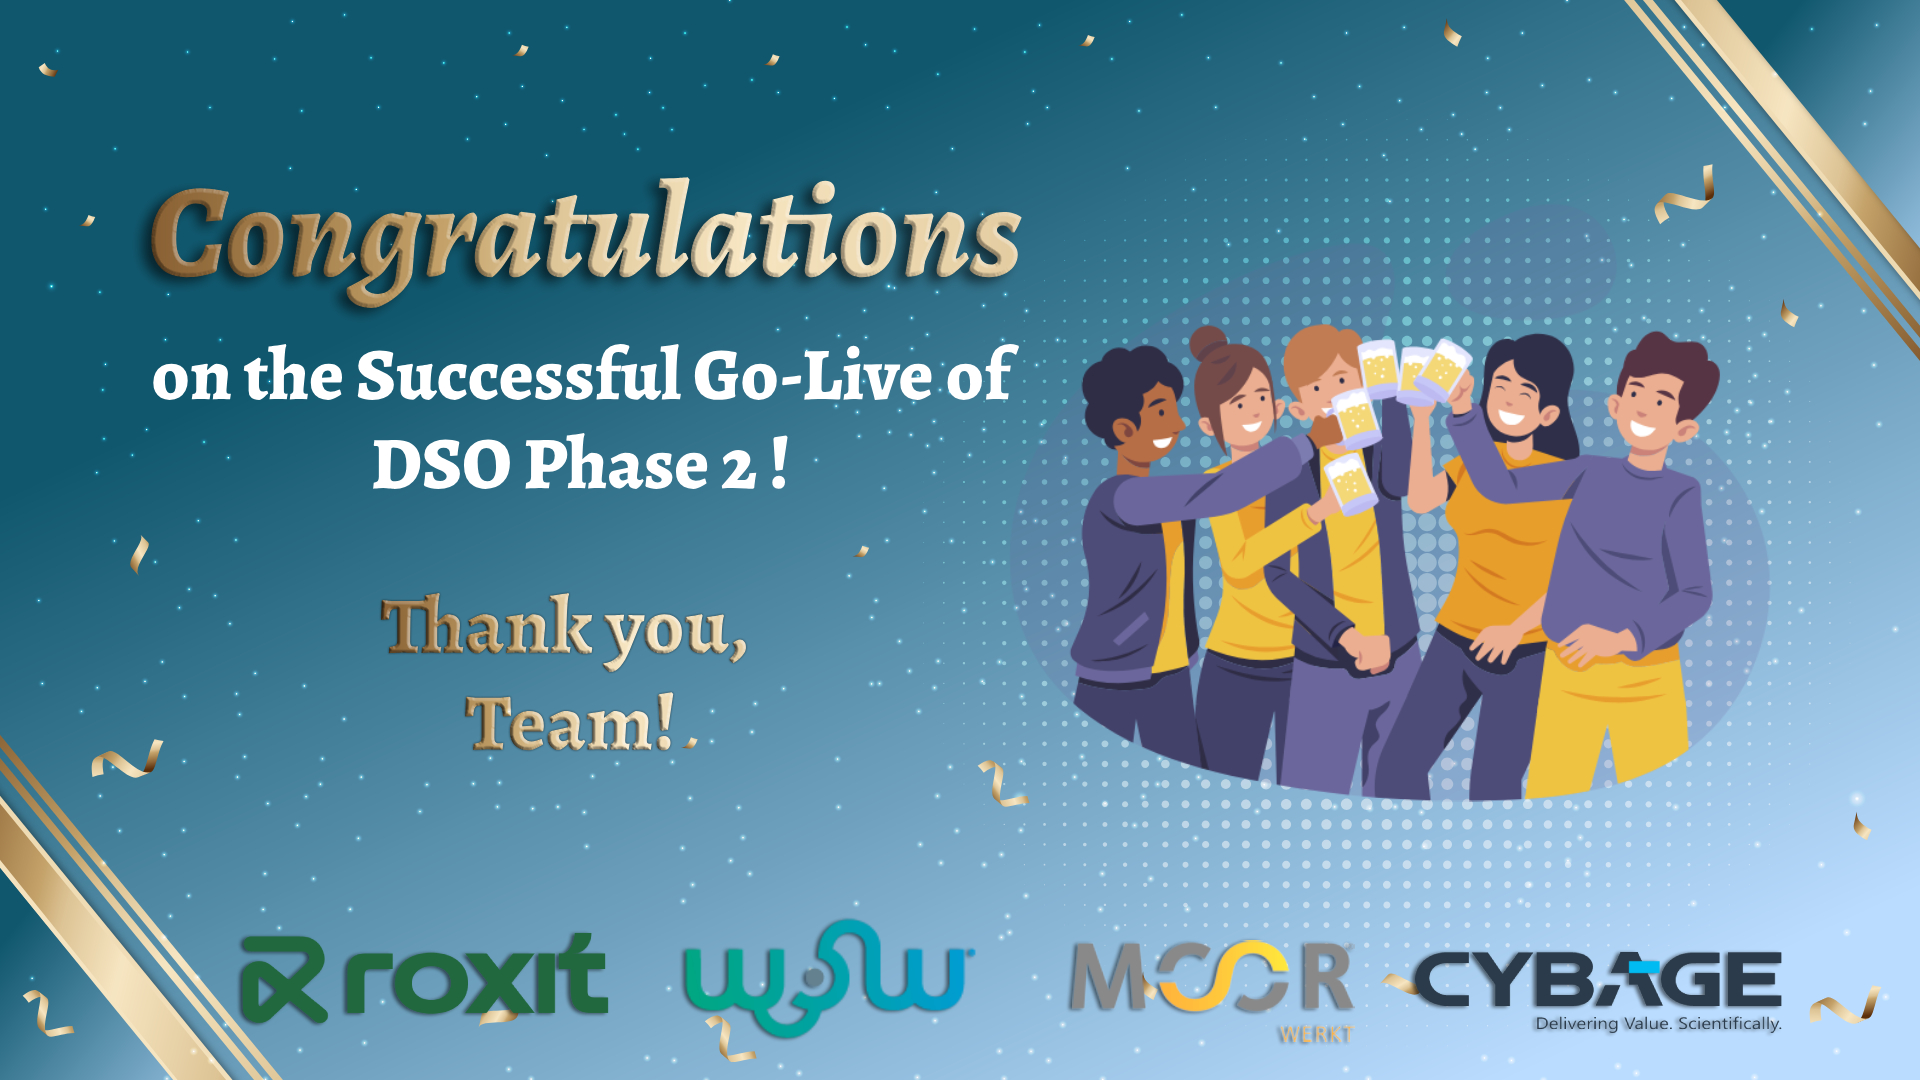 Congratulations
on the Successful Go-Live of
DSO Phase 2 !
Thank you,
Team!
roxit
wow
MOOR
WERKT
CYBAGE
Delivering Value. Scientifically.